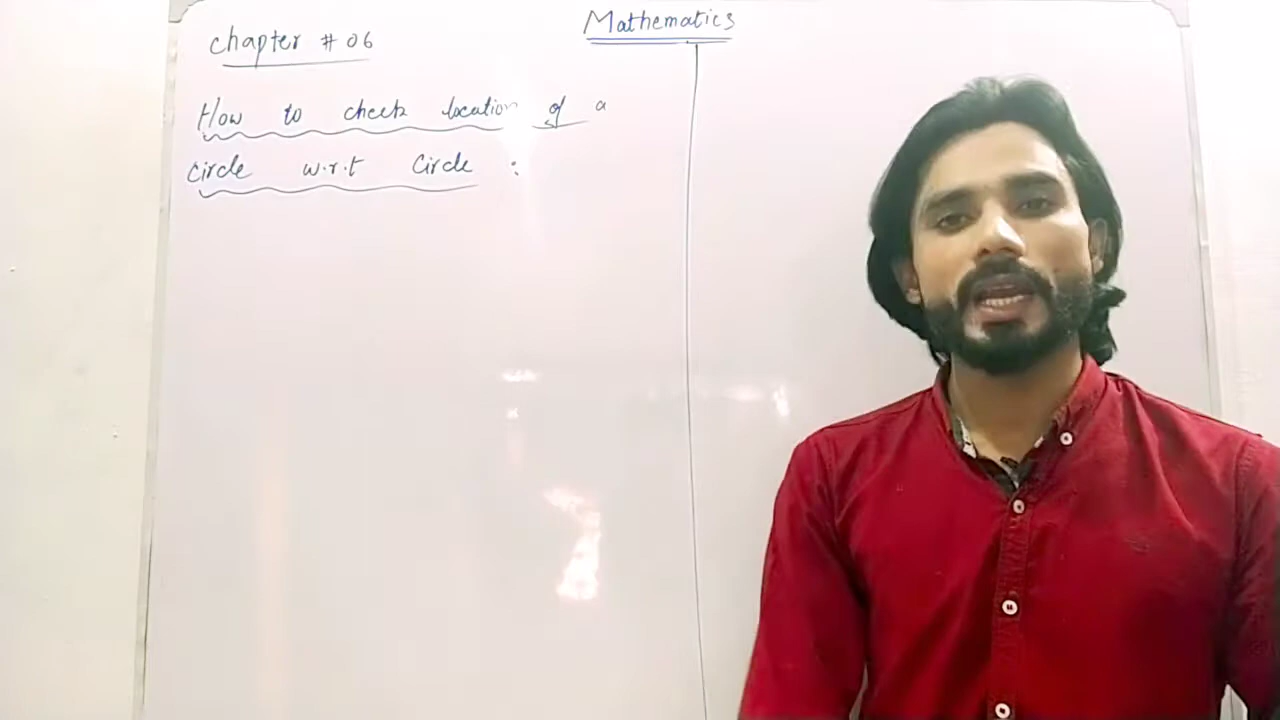 Mathematics
Chapter # 06
How to check location of a
Circle w.r.t Circle :